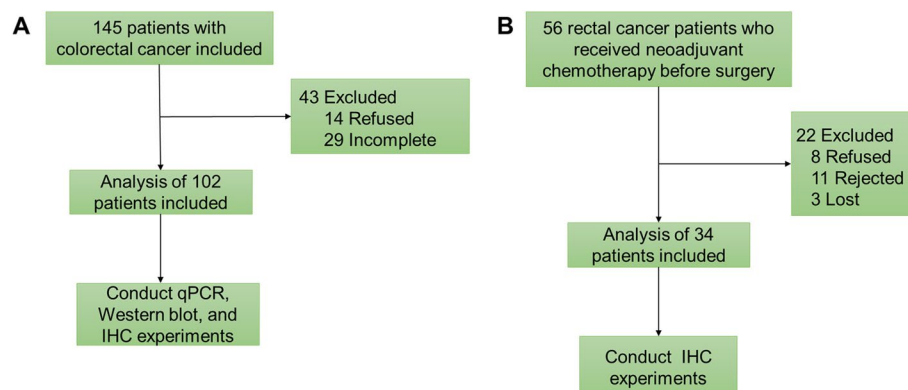 A
145 patients with
colorectal cancer included
43 Excluded
14 Refused
29 Incomplete
Analysis of 102
patients included
Conduct qPCR,
Western blot, and
IHC experiments
B
56 rectal cancer patients who
received neoadjuvant
chemotherapy before surgery
22 Excluded
8 Refused
11 Rejected
3 Lost
Analysis of 34
patients included
Conduct IHC
experiments